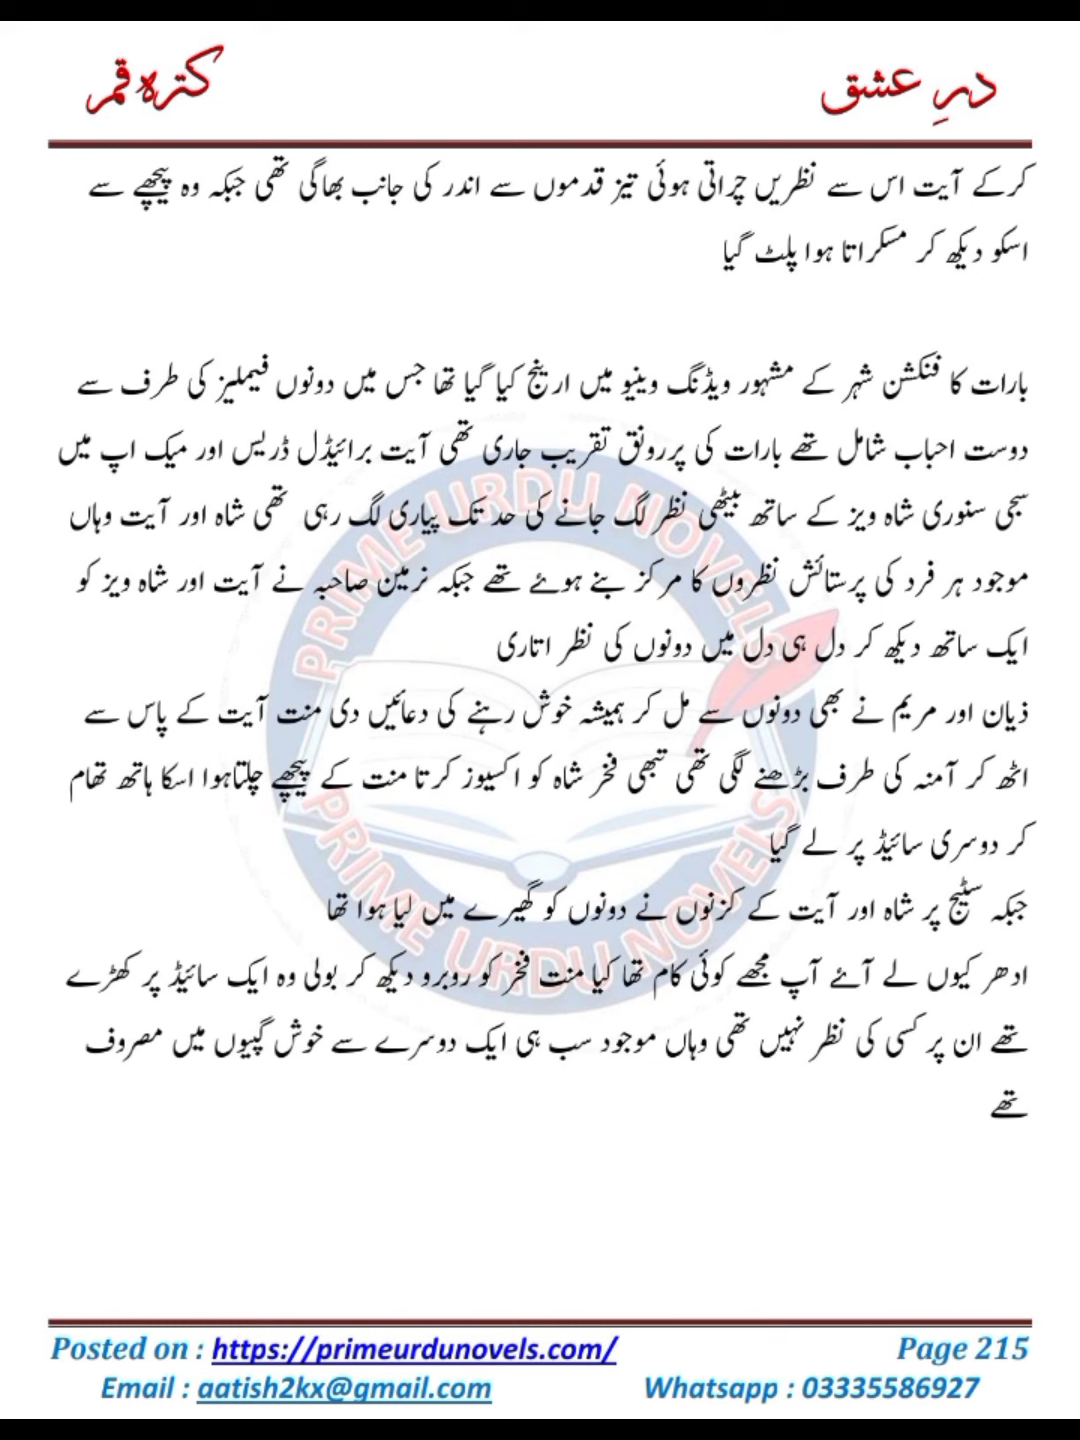 درِ عشق
کنزہ قمر
کرکے آیت اس سے نظریں چراتی ہوئی تیز قدموں سے اندر کی جانب بھاگی تھی جبکہ وہ پیچھے سے
اسکو دیکھ کر مسکراتا ہوا پلٹ گیا
بارات کا فنکشن شہر کے مشہور ویڈنگ وینیو میں ارینج کیا گیا تھا جس میں دونوں فیملیز کی طرف سے
دوست احباب شامل تھے بارات کی پررونق تقریب جاری تھی آیت برائیڈل ڈریس اور میک اپ میں
سجی سنوری شاہ ویز کے ساتھ بیٹھی نظر لگ جانے کی حد تک پیاری لگ رہی تھی شاہ اور آیت وہاں
موجود ہر فرد کی پرستائش نظروں کا مرکز بنے ہوئے تھے جبکہ نرمین صاحبہ نے آیت اور شاہ ویز کو
ایک ساتھ دیکھ کر دل ہی دل میں دونوں کی نظر اتاری
ذیان اور مریم نے بھی دونوں سے مل کر ہمیشہ خوش رہنے کی دعائیں دی منت آیت کے پاس سے
اٹھ کر آمنہ کی طرف بڑھنے لگی تھی تبھی فخر شاہ کو اکسیوز کرتا منت کے پیچھے چلتاہوا اسکا ہاتھ تھام
کر دوسری سائیڈ پر لے گیا
جبکہ سٹیج پر شاہ اور آیت کے کزنوں نے دونوں کو گھیرے میں لیا ہوا تھا
ادھر کیوں لے آئے آپ مجھے کوئی کام تھا کیا منت فخر کو روبرو دیکھ کر بولی وہ ایک سائیڈ پر کھڑے
تھے ان پر کسی کی نظر نہیں تھی وہاں موجود سب ہی ایک دوسرے سے خوش گپیوں میں مصروف
تھے
PRIME URDU NOVELS
PRIME URDU NOVELS
Posted on : https://primeurdunovels.com/
Page 215
Email : aatish2kx@gmail.com
Whatsapp : 03335586927